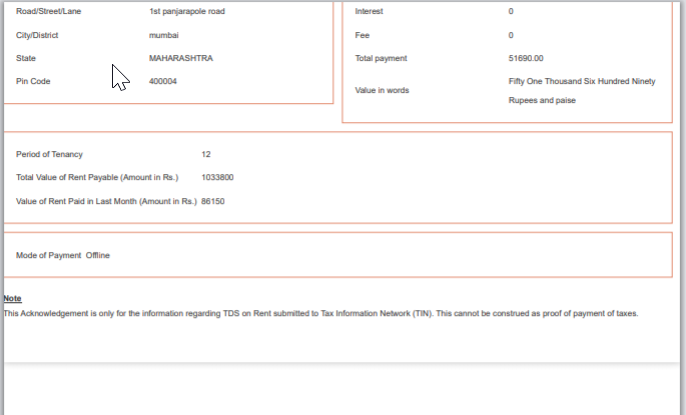 Road/Street/Lane 1st panjarapole road
City/District mumbai
State MAHARASHTRA
Pin Code 400004
Interest 0
Fee 0
Total payment 51690.00
Value in words Fifty One Thousand Six Hundred Ninety
Rupees and paise
Period of Tenancy 12
Total Value of Rent Payable (Amount in Rs.) 1033800
Value of Rent Paid in Last Month (Amount in Rs.) 86150
Mode of Payment Offline
Note
This Acknowledgement is only for the information regarding TDS on Rent submitted to Tax Information Network (TIN). This cannot be construed as proof of payment of taxes.